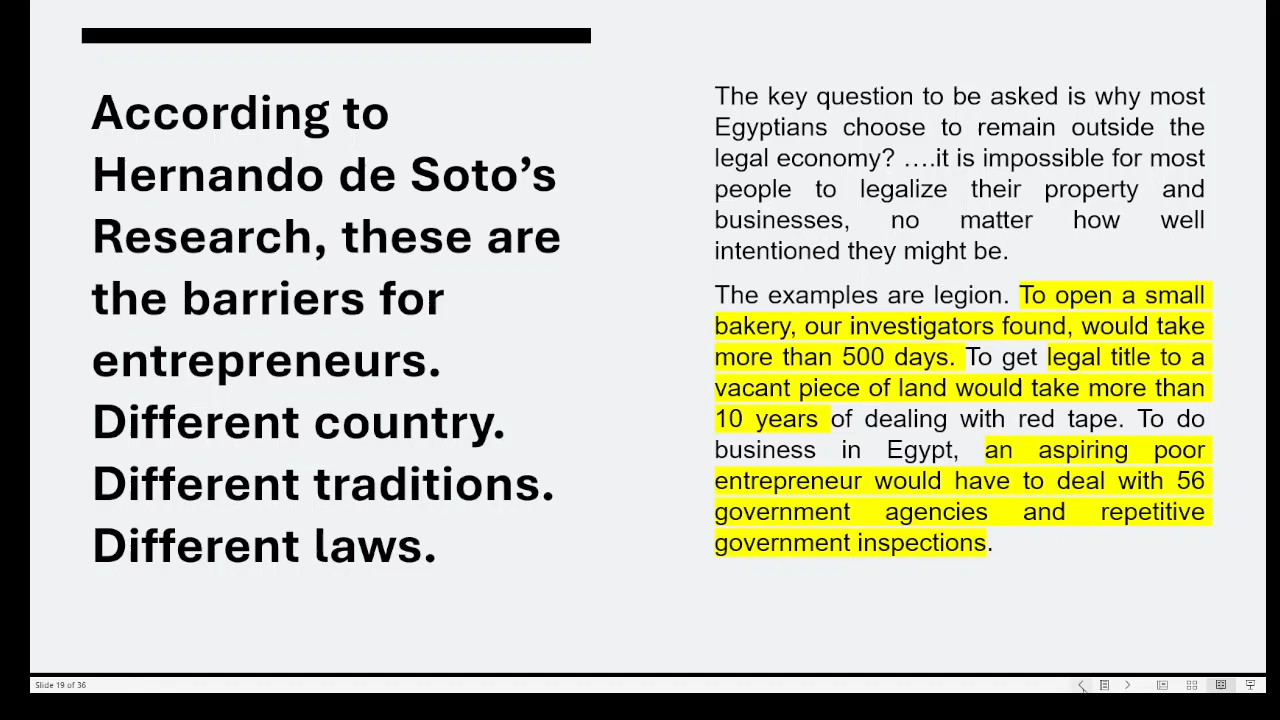 According to
Hernando de Soto’s
Research, these are
the barriers for
entrepreneurs.
Different country.
Different traditions.
Different laws.
The key question to be asked is why most
Egyptians choose to remain outside the
legal economy? ….it is impossible for most
people to legalize their property and
businesses, no matter how well
intentioned they might be.
The examples are legion. To open a small
bakery, our investigators found, would take
more than 500 days. To get legal title to a
vacant piece of land would take more than
10 years of dealing with red tape. To do
business in Egypt, an aspiring poor
entrepreneur would have to deal with 56
government agencies and repetitive
government inspections.
Slide 19 of 36